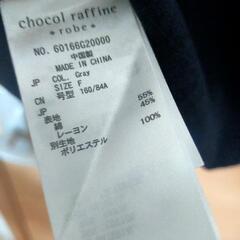 chocol raffine
• robe •
NO. 60166G20000
中国製
MADE IN CHINA
JP COL. Gray
SIZE F
CN 号型 160/84A
JP 表地
綿 55%
レーヨン 45%
別生地
ポリエステル 100%